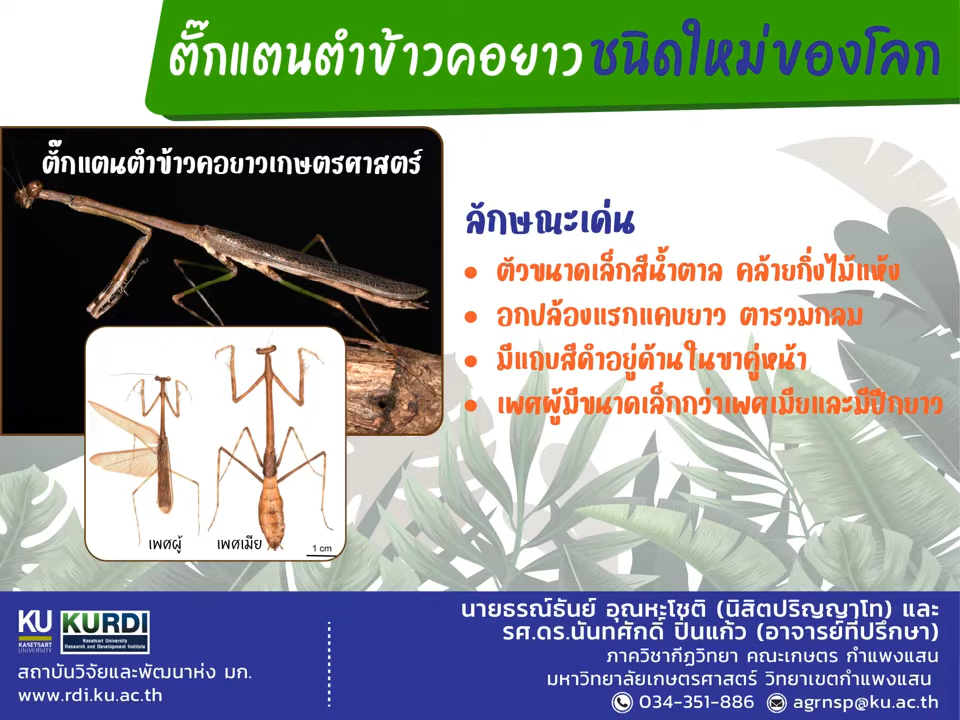 ตั๊กแตนตำข้าวคอยาว ชนิดใหม่ของโลก
ตั๊กแตนตำข้าวคอยาวเกษตรศาสตร์
ลักษณะเด่น
• ตัวขนาดเล็กสีน้ำตาล คล้ายกิ่งไม้แห้ง
• อกปล้องแรกแคบยาว ตารวมกลม
• มีแถบสีดำอยู่ด้านในขาคู่หน้า
• เพศผู้มีขนาดเล็กกว่าเพศเมียและมีปีกยาว
เพศผู้
เพศเมีย
1 cm
KU
KASETSART
UNIVERSITY
KURDI
Kasetsart University
Research and Development Institute
สถาบันวิจัยและพัฒนาแห่ง มก.
www.rdi.ku.ac.th
นายธรณ์ธันย์ อุณหะโชติ (นิสิตปริญญาโท) และ
รศ.ดร.นันทศักดิ์ ปิ่นแก้ว (อาจารย์ที่ปรึกษา)
ภาควิชากีฏวิทยา คณะเกษตร กำแพงแสน
มหาวิทยาลัยเกษตรศาสตร์ วิทยาเขตกำแพงแสน
034-351-886 agrnsp@ku.ac.th